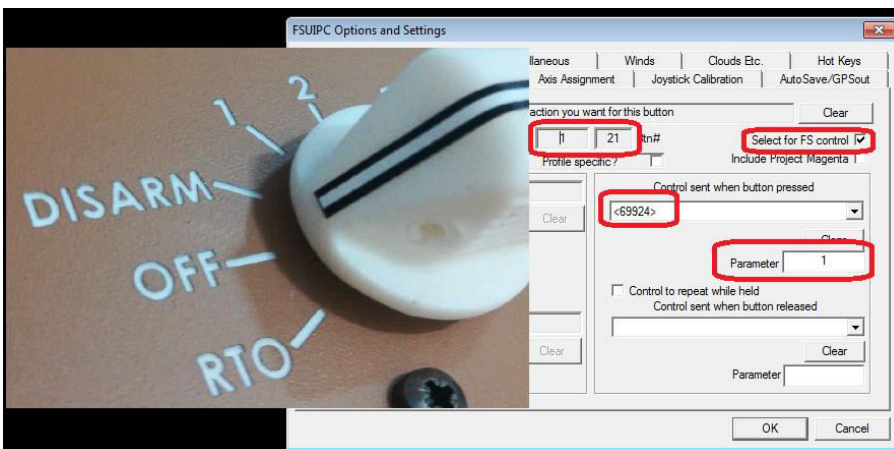 FSUIPC Options and Settings
llaneous Winds Clouds Etc. Hot Keys
Axis Assignment Joystick Calibration AutoSave/GPSout
action you want for this button Clear
1 21 tn# Select for FS control
Profile specific? Include Project Magenta
Control sent when button pressed
Clear <69924>
Parameter 1
Control to repeat while held
Control sent when button released
Clear Clear
Parameter
OK Cancel
2
1
DISARM
OFF
RTO